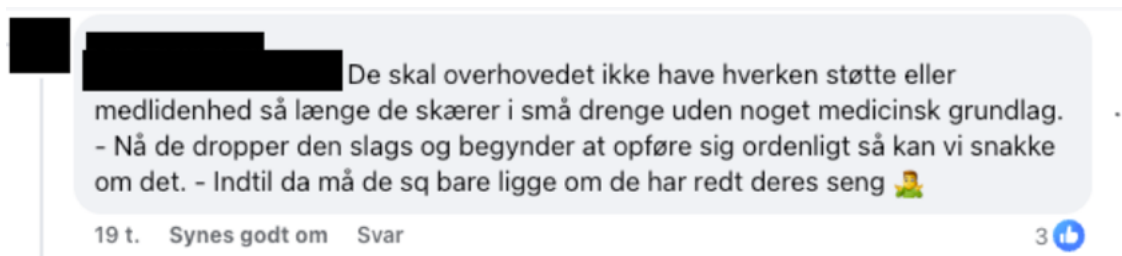 De skal overhovedet ikke have hverken støtte eller
medlidenhed så længe de skærer i små drenge uden noget medicinsk grundlag.
- Nå de dropper den slags og begynder at opføre sig ordenligt så kan vi snakke
om det. - Indtil da må de sq bare ligge om de har redt deres seng 🤷‍♂️
19 t. Synes godt om Svar 3